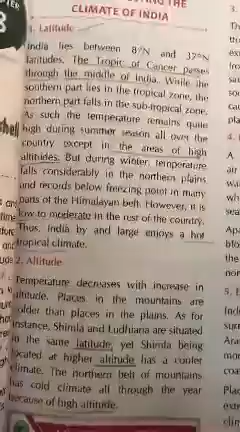 THE
CLIMATE OF INDIA
1. Latitude
India lies between 8°N and 37°N
latitudes. The Tropic of Cancer passes
through the middle of India. While the
southern part lies in the tropical zone, the
northern part falls in the sub-tropical zone.
As such the temperature remains quite
high during summer season all over the
country except in the areas of high
altitudes. But during winter, temperature
falls considerably in the northern plains
and records below freezing point in many
parts of the Himalayan belt. However, it is
low to moderate in the rest of the country.
Thus, India by and large enjoys a hot
tropical climate.
2. Altitude
Temperature decreases with increase in
altitude. Places in the mountains are
colder than places in the plains. As for
instance, Shimla and Ludhiana are situated
in the same latitude, yet Shimla being
located at higher altitude has a cooler
climate. The northern belt of mountains
has cold climate all through the year
because of high altitude.